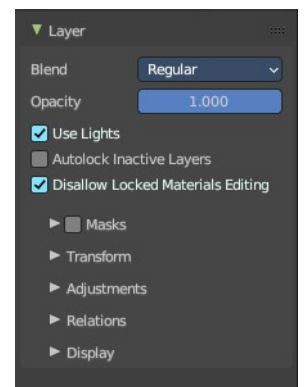 Layer
Blend Regular
Opacity 1.000
Use Lights
Autolock Inactive Layers
Disallow Locked Materials Editing
Masks
Transform
Adjustments
Relations
Display